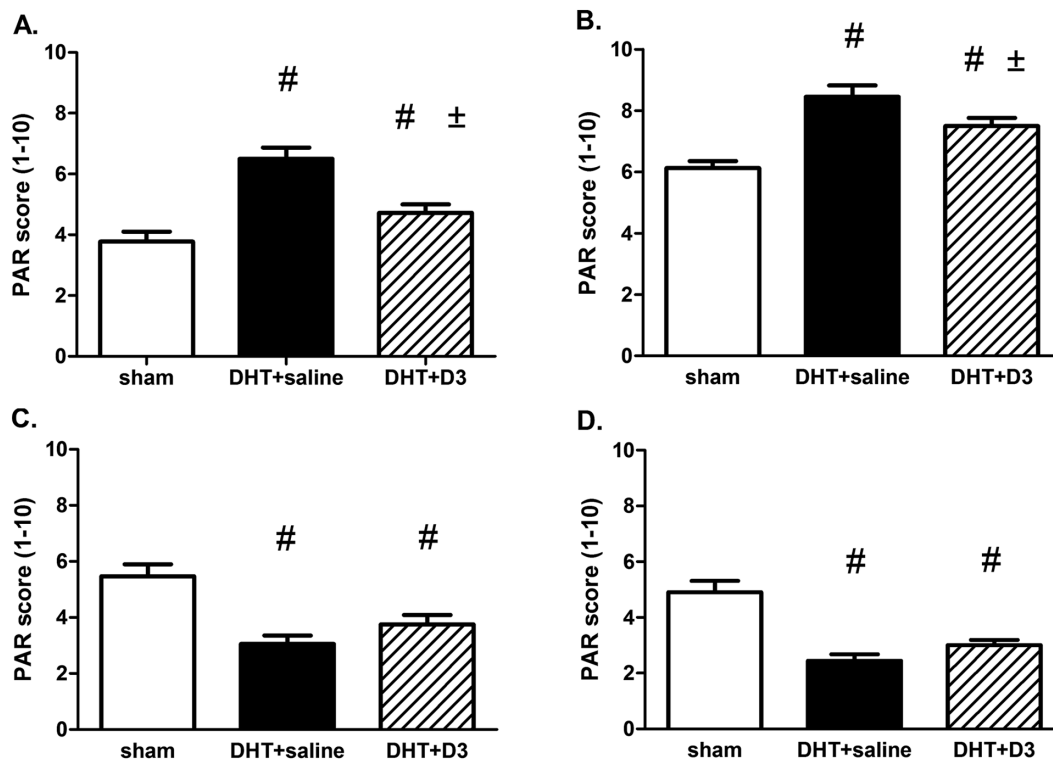 A.
PAR score (1-10)
10
8
6
4
2
0
#
# ±
sham DHT+saline DHT+D3
B.
PAR score (1-10)
10
8
6
4
2
0
#
# ±
sham DHT+saline DHT+D3
C.
PAR score (1-10)
10
8
6
4
2
0
#
#
sham DHT+saline DHT+D3
D.
PAR score (1-10)
10
8
6
4
2
0
#
#
sham DHT+saline DHT+D3